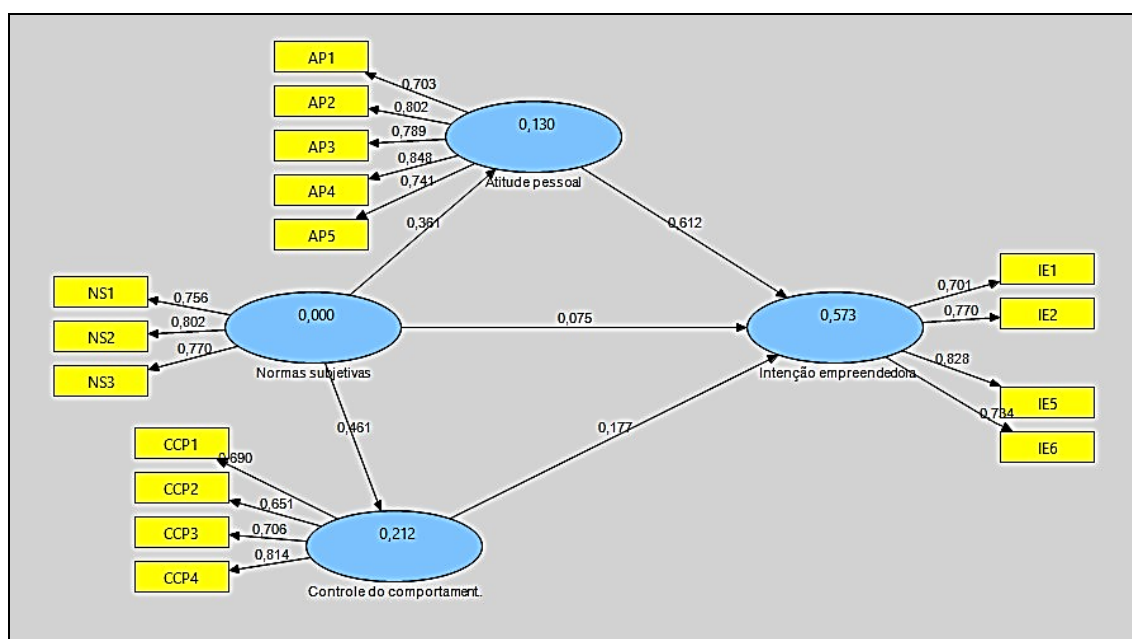 AP1
0,703
AP2
0,802
AP3
0,789
AP4
0,848
AP5
0,741
0,130
Atitude pessoal
0,361
0,612
NS1
0,756
NS2
0,802
NS3
0,770
0,000
Normas subjetivas
0,075
0,573
Intenção empreendedora
IE1
0,701
IE2
0,770
IE5
0,828
IE6
0,734
0,461
0,177
CCP1
0,690
CCP2
0,651
CCP3
0,706
CCP4
0,814
0,212
Controle do comportament.